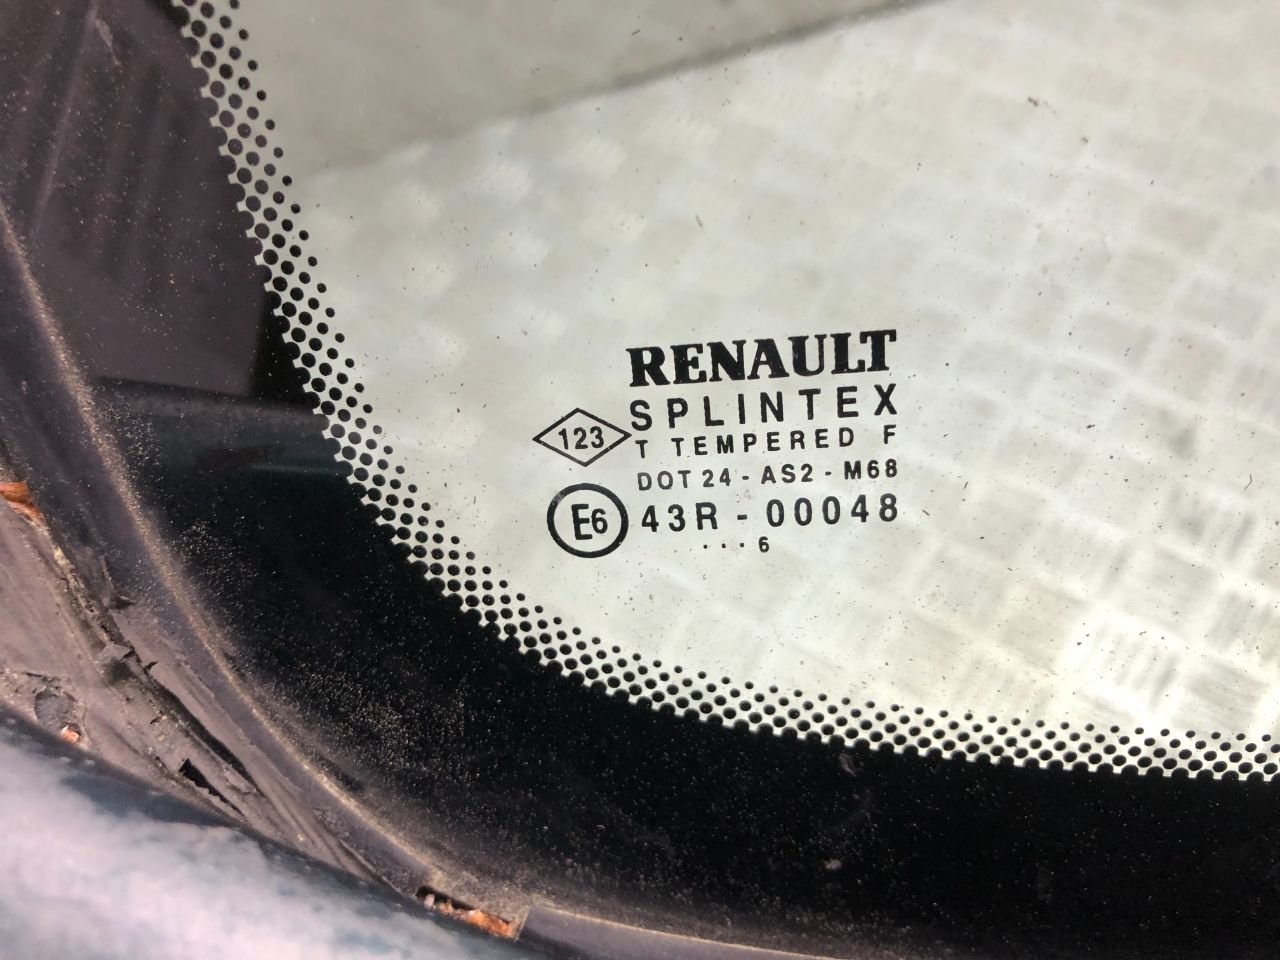 RENAULT
SPLINTEX
123
T TEMPERED F
DOT 24 - AS2 - M68
E6 43R - 00048
· · · 6